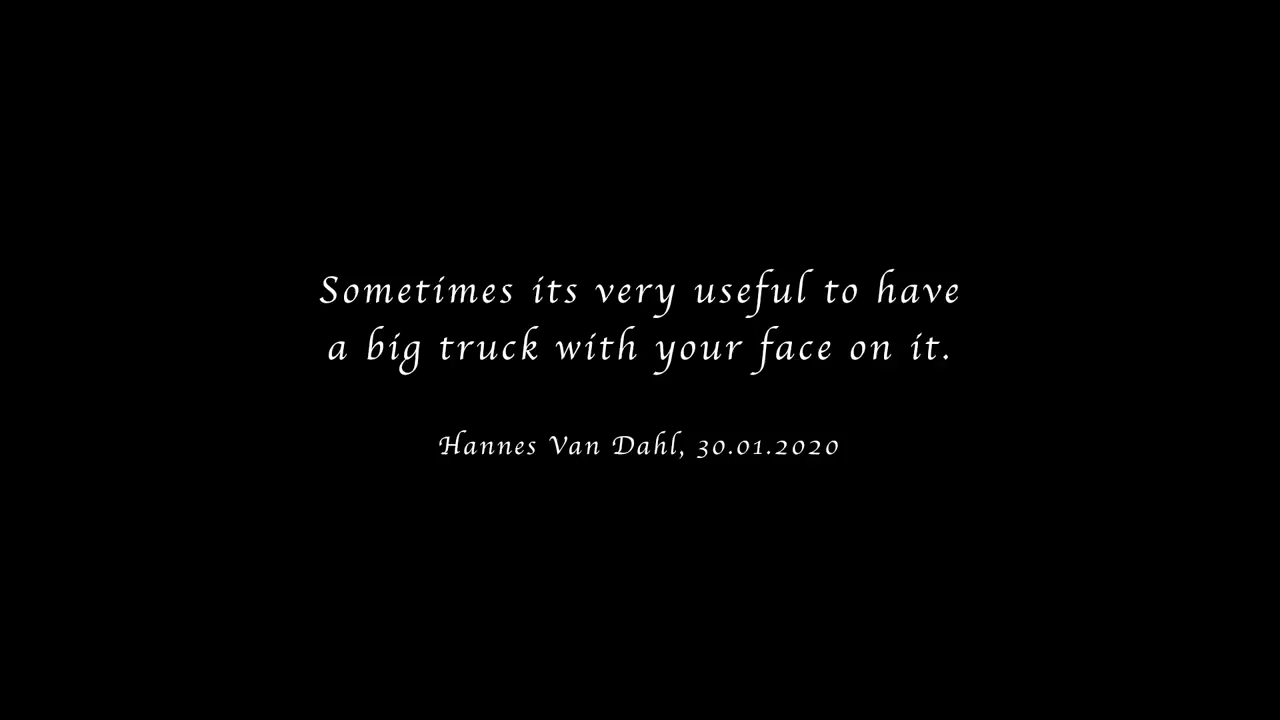 Sometimes its very useful to have
a big truck with your face on it.
Hannes Van Dahl, 30.01.2020